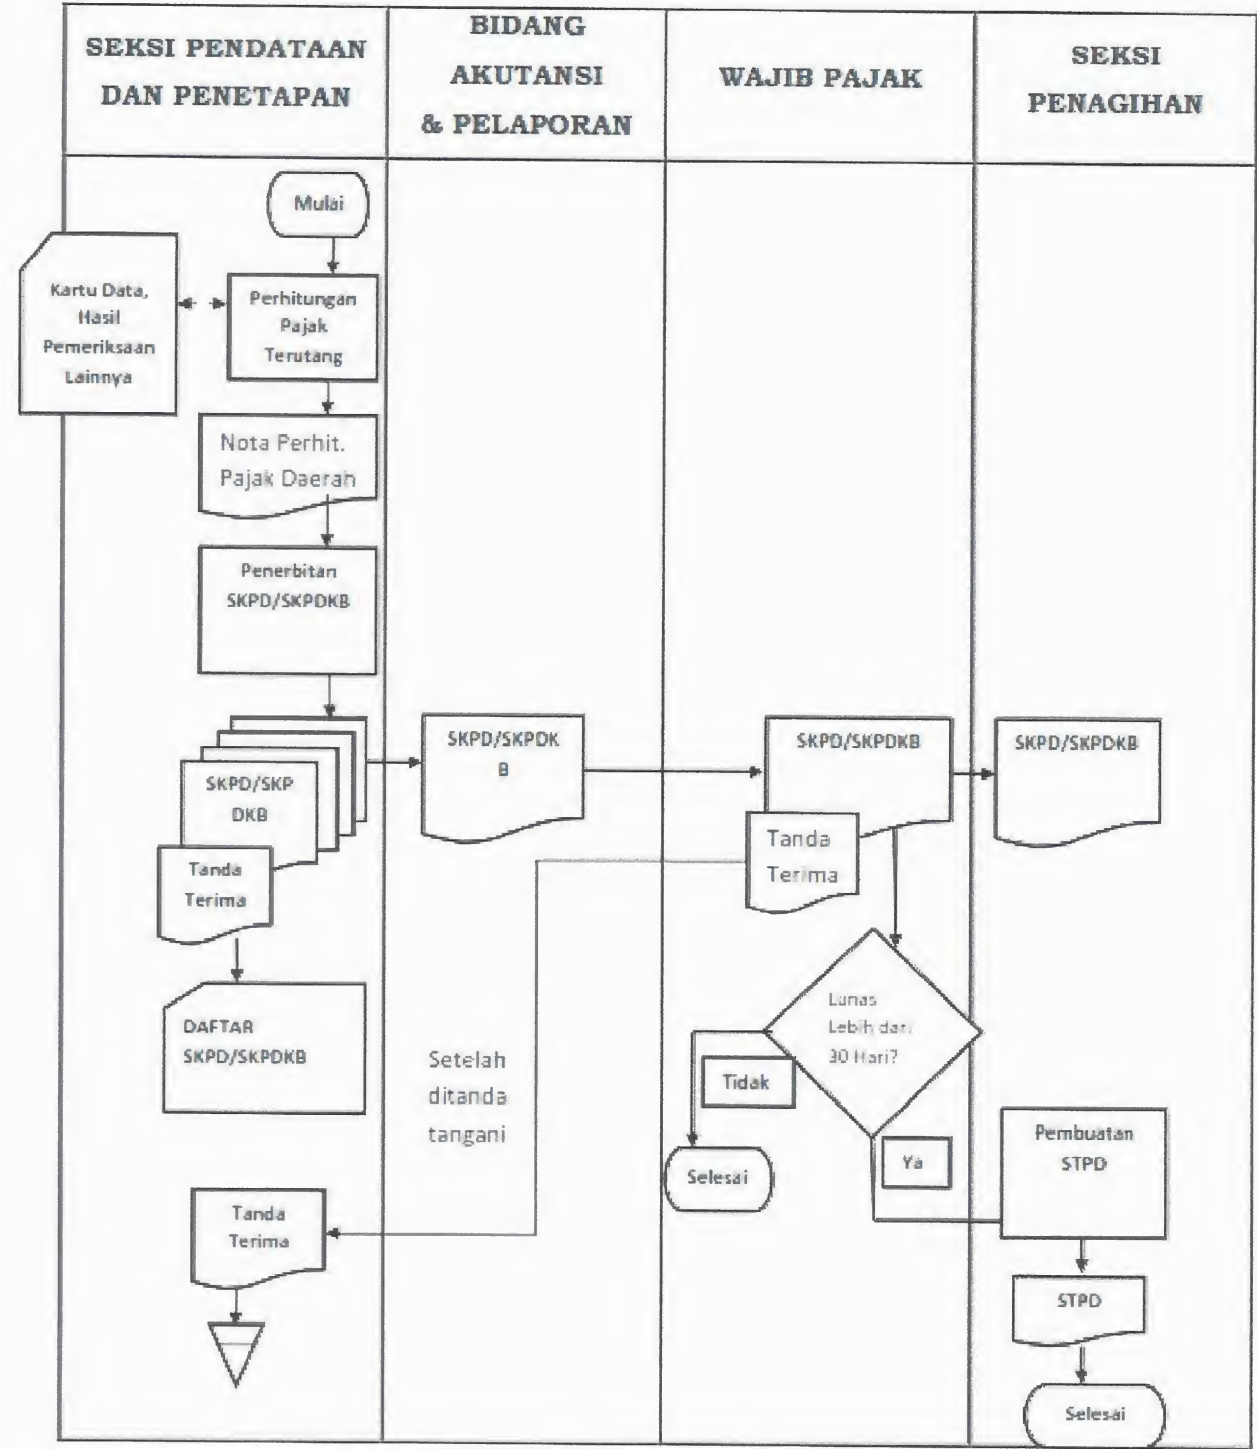 SEKSI PENDATAAN
DAN PENETAPAN
BIDANG
AKUTANSI
& PELAPORAN
WAJIB PAJAK
SEKSI
PENAGIHAN
Mulai
Kartu Data,
Hasil
Pemeriksaan
Lainnya
Perhitungan
Pajak
Terutang
Nota Perhit.
Pajak Daerah
Penerbitan
SKPD/SKPDKB
SKPD/SKP
DKB
Tanda
Terima
SKPD/SKPDK
B
SKPD/SKPDKB
Tanda
Terima
SKPD/SKPDKB
DAFTAR
SKPD/SKPDKB
Setelah
ditanda
tangani
Lunas
Lebih dari
30 Hari?
Tidak
Ya
Selesai
Pembuatan
STPD
Tanda
Terima
STPD
Selesai